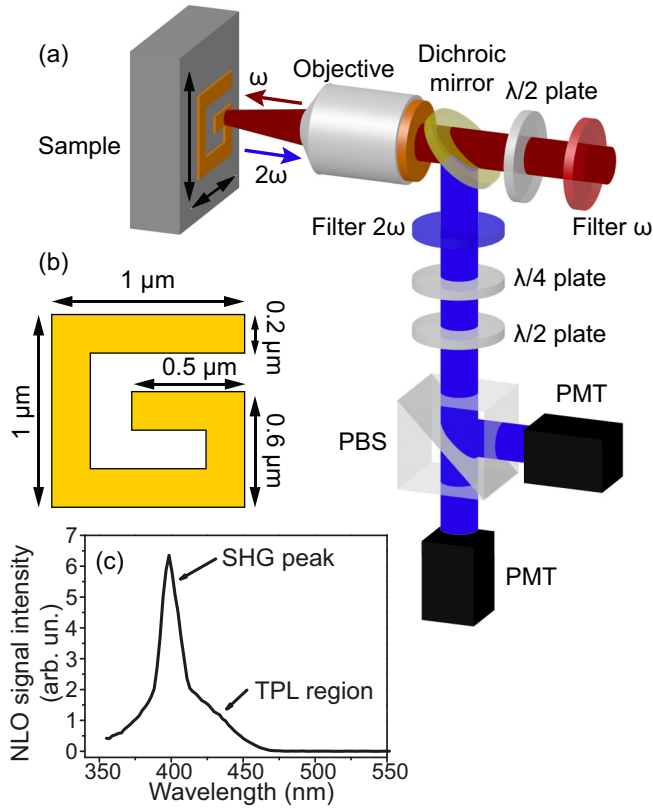 (a)
Sample
ω
2ω
Objective
Dichroic
mirror
λ/2 plate
Filter ω
Filter 2ω
λ/4 plate
λ/2 plate
PBS
PMT
PMT
(b)
1 μm
1 μm
0.2 μm
0.5 μm
0.6 μm
(c)
SHG peak
TPL region
NLO signal intensity
(arb. un.)
7
6
5
4
3
2
1
0
350 400 450 500 550
Wavelength (nm)